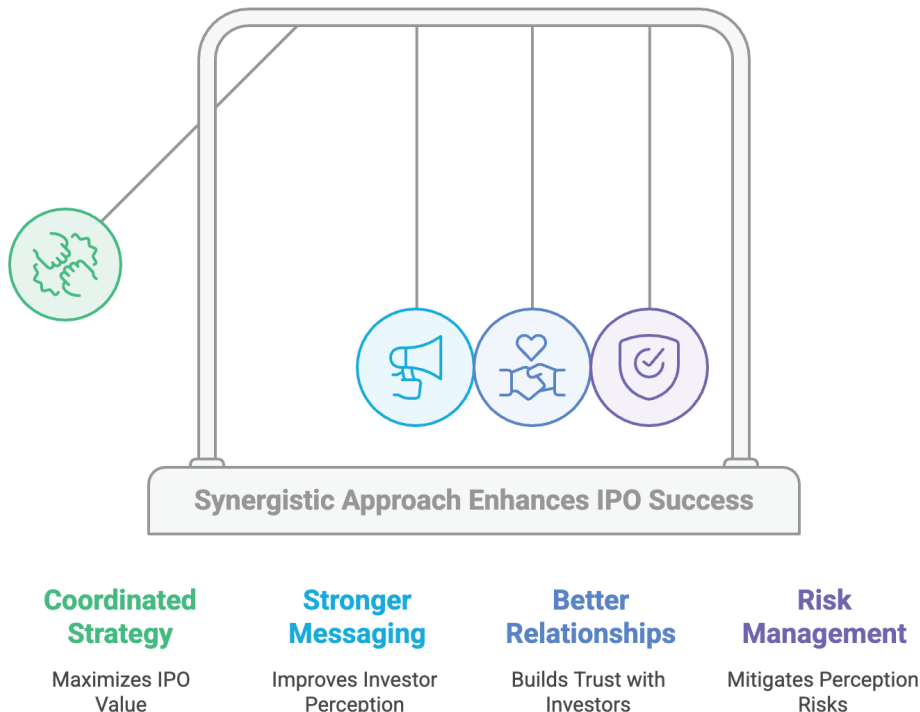 Synergistic Approach Enhances IPO Success
Coordinated
Strategy
Maximizes IPO
Value
Stronger
Messaging
Improves Investor
Perception
Better
Relationships
Builds Trust with
Investors
Risk
Management
Mitigates Perception
Risks